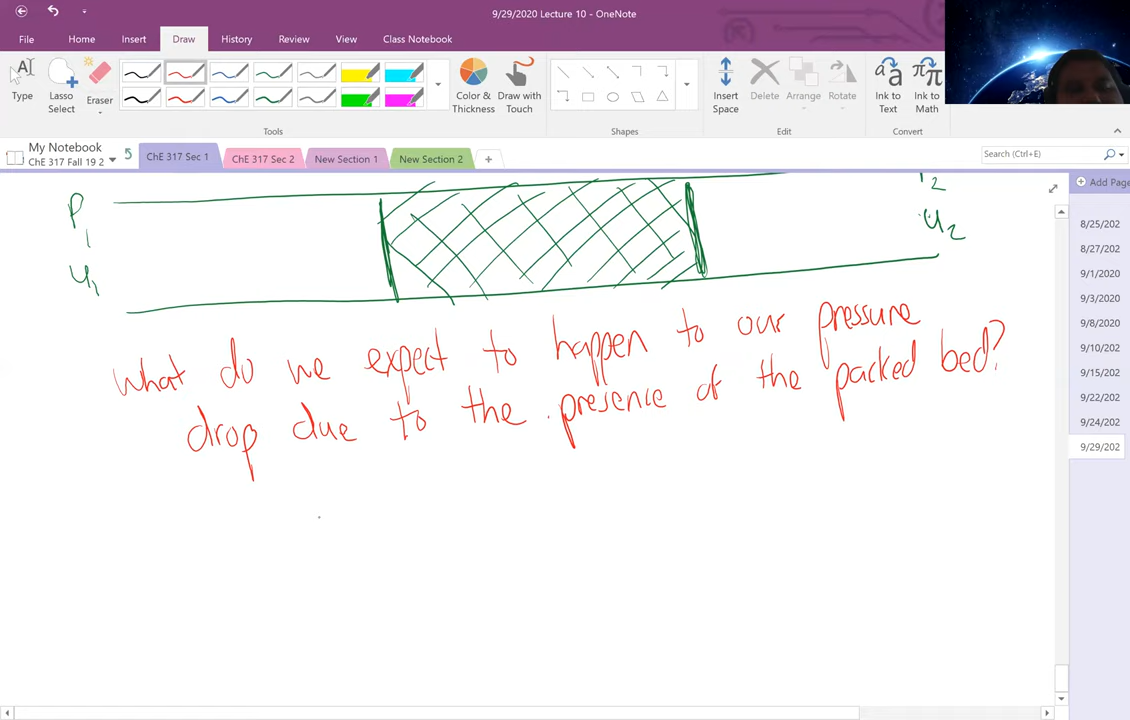 9/29/2020 Lecture 10 - OneNote
File Home Insert Draw History Review View Class Notebook
Type
Lasso Select
Eraser
Color & Thickness
Draw with Touch
Insert Space
Delete
Arrange
Rotate
Ink to Text
Ink to Math
Tools Shapes Edit Convert
My Notebook
ChE 317 Fall 19 2
ChE 317 Sec 1 ChE 317 Sec 2 New Section 1 New Section 2 +
Search (Ctrl+E)
Add Page
8/25/202
8/27/202
9/1/2020
9/3/2020
9/8/2020
9/10/202
9/15/202
9/22/202
9/24/202
9/29/202
P1
u1
u2
What do we expect to happen to our pressure
drop due to the presence of the packed bed?